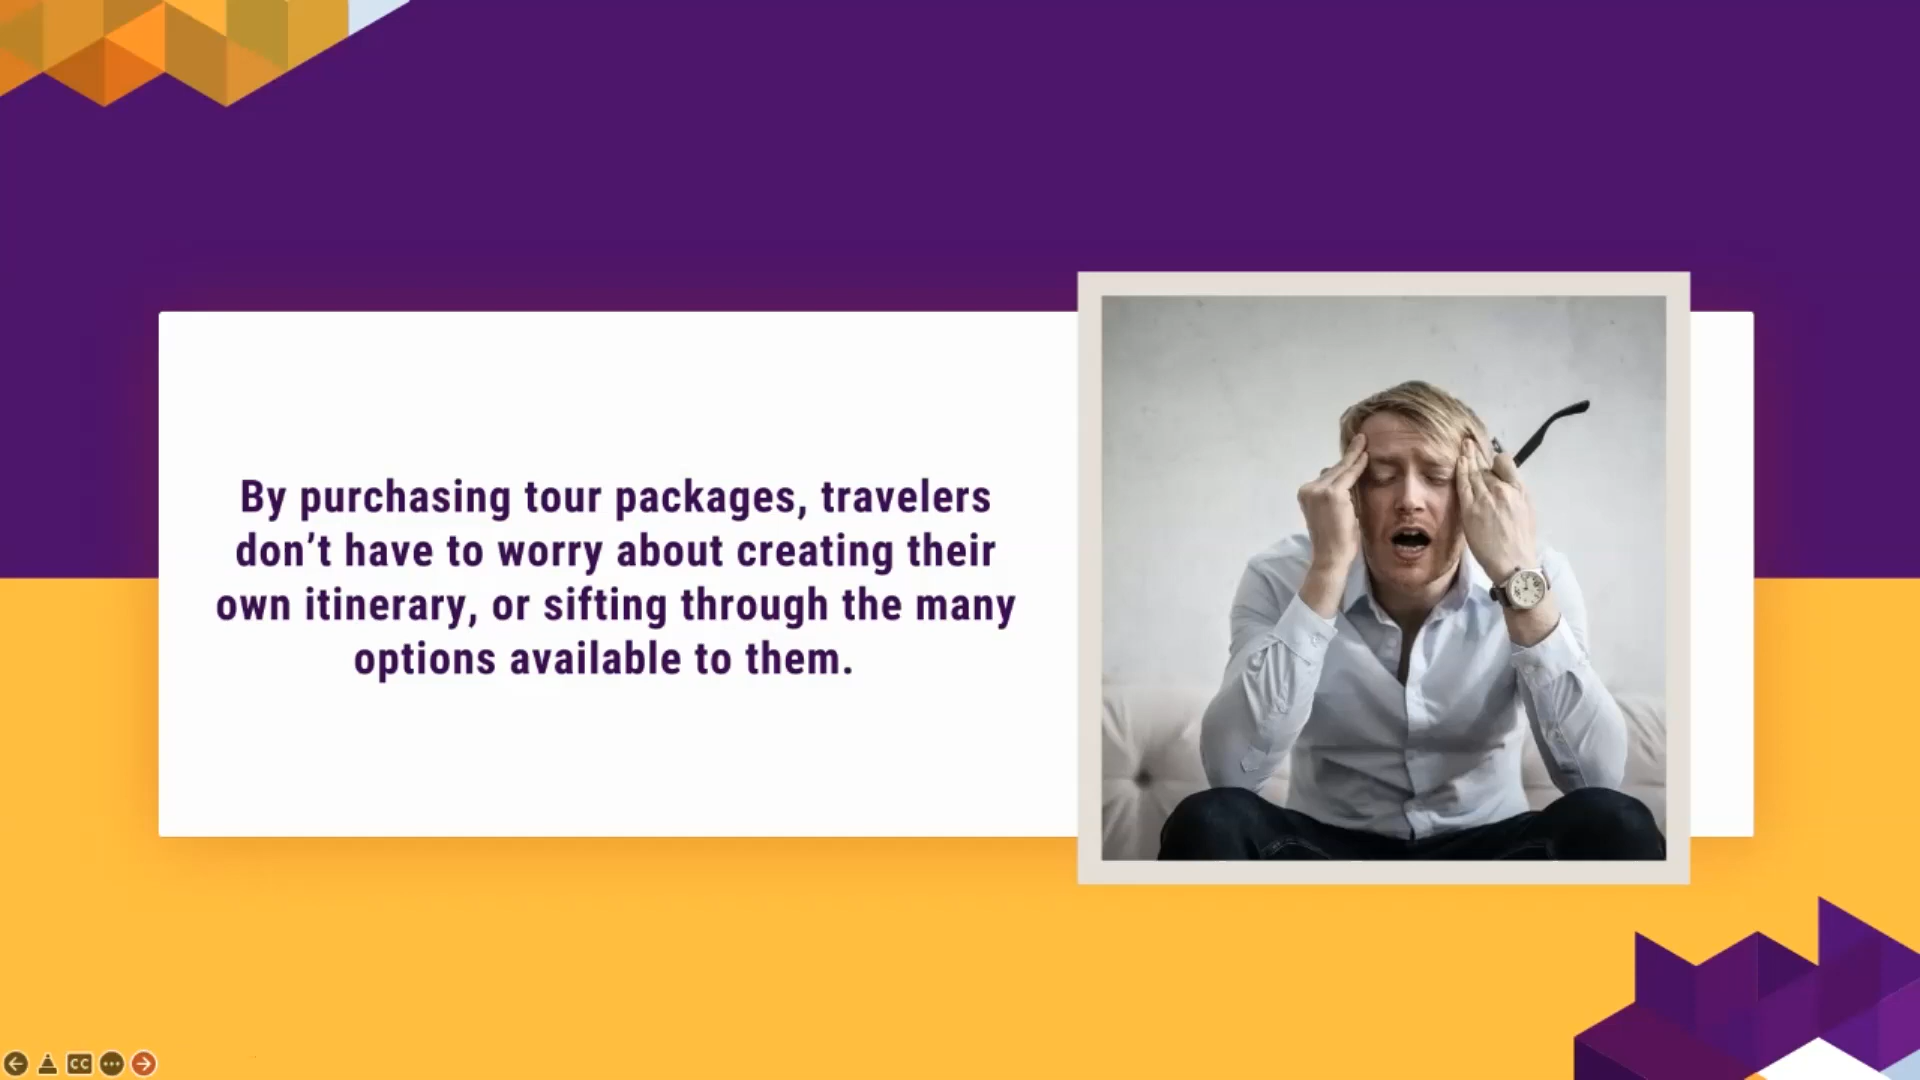 By purchasing tour packages, travelers
don’t have to worry about creating their
own itinerary, or sifting through the many
options available to them.
CC